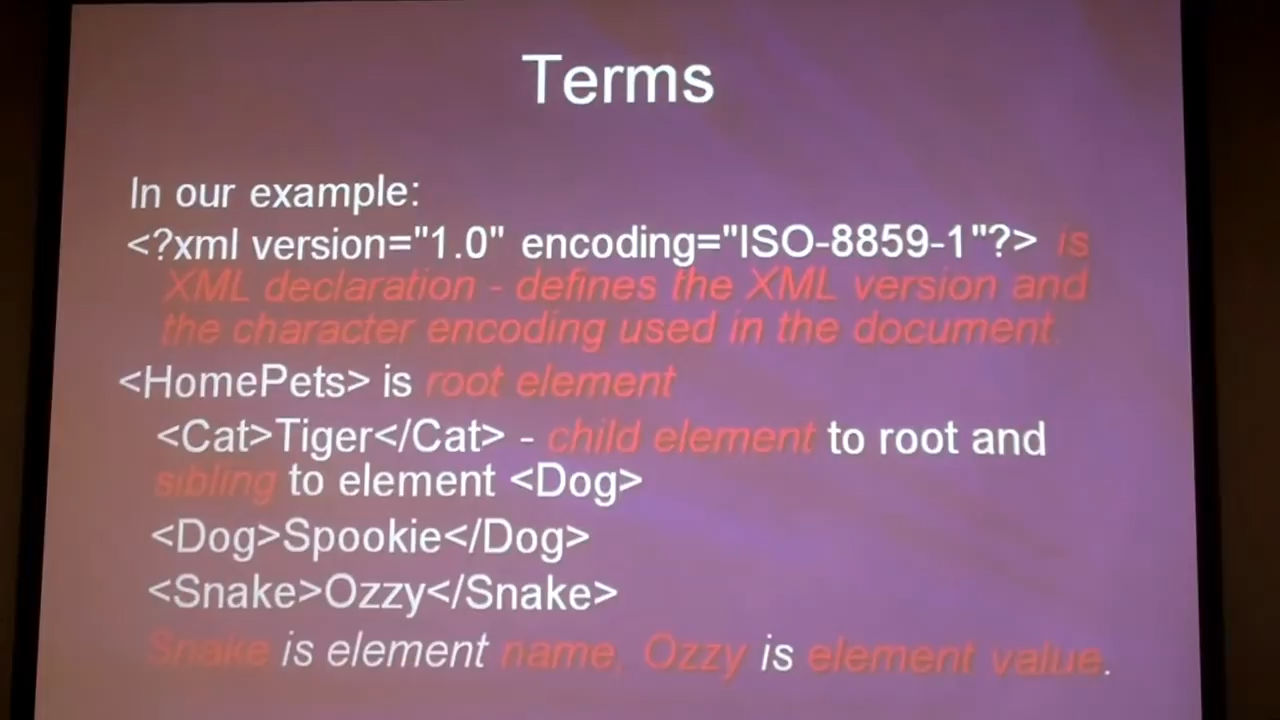 Terms
In our example:
<?xml version="1.0" encoding="ISO-8859-1"?> is
XML declaration - defines the XML version and
the character encoding used in the document.
<HomePets> is root element
<Cat>Tiger</Cat> - child element to root and
sibling to element <Dog>
<Dog>Spookie</Dog>
<Snake>Ozzy</Snake>
Snake is element name, Ozzy is element value.